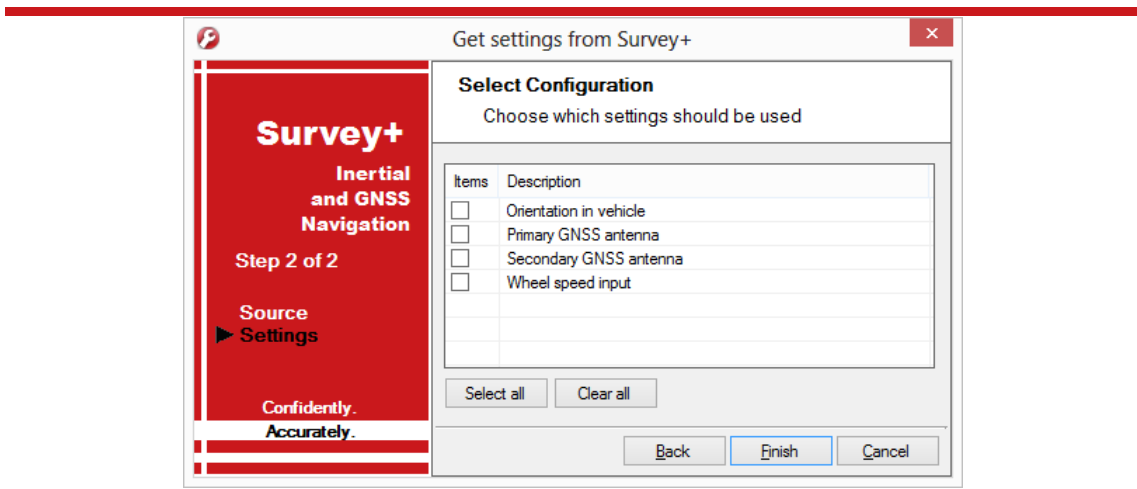 Get settings from Survey+
Survey+
Inertial
and GNSS
Navigation
Step 2 of 2
Source
Settings
Confidently.
Accurately.
Select Configuration
Choose which settings should be used
Items Description
Orientation in vehicle
Primary GNSS antenna
Secondary GNSS antenna
Wheel speed input
Select all Clear all
Back Finish Cancel